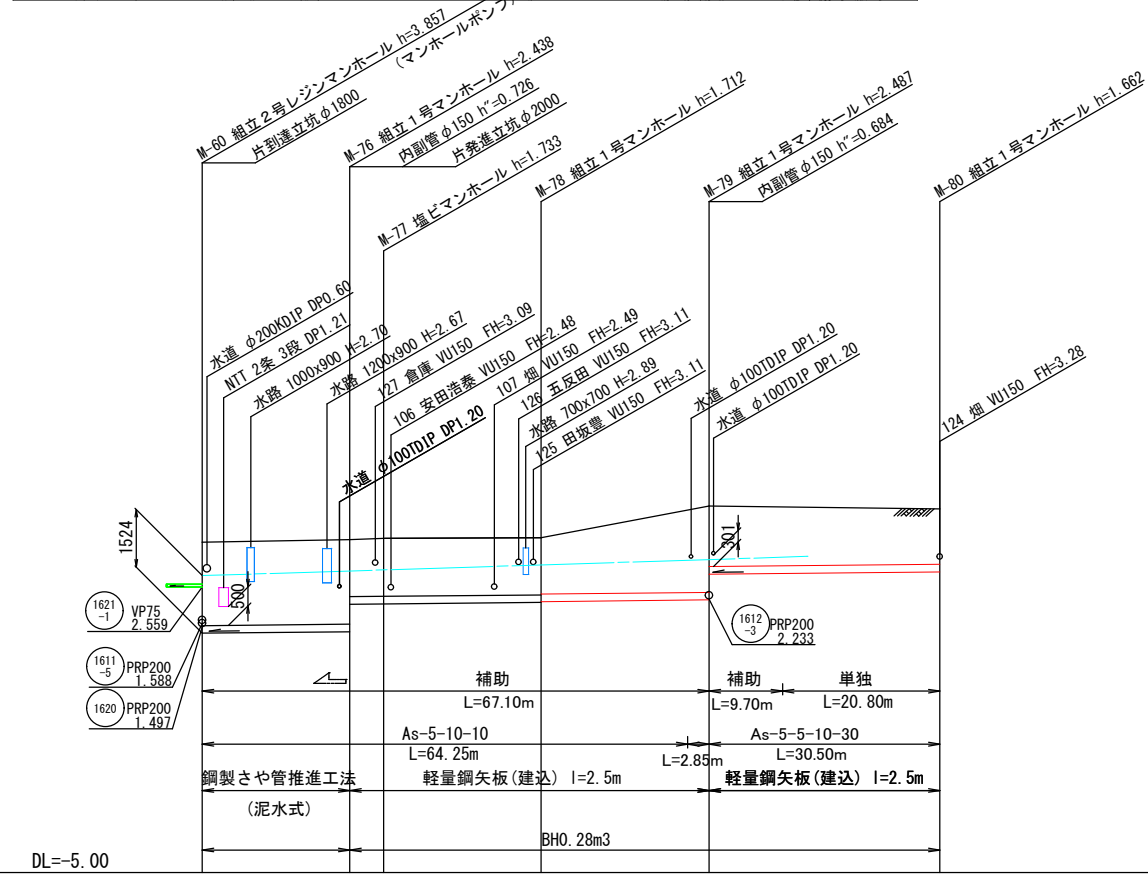 M-60 組立2号レジンマンホール h=3.857
(マンホールポンプ)
片到達立坑φ1800
M-76 組立1号マンホール h=2.438
内副管φ150 h"=0.726
片発進立坑φ2000
M-77 塩ビマンホール h=1.733
M-78 組立1号マンホール h=1.712
M-79 組立1号マンホール h=2.487
内副管φ150 h"=0.684
M-80 組立1号マンホール h=1.662
水道 φ200KDIP DP0.60
NTT 2条 3段 DP1.21
水路 1000x900 H=2.70
水路 1200x900 H=2.67
127 倉庫 VU150 FH=3.09
106 安田浩泰 VU150 FH=2.48
水道 φ100TDIP DP1.20
107 畑 VU150 FH=2.49
126 五反田 VU150 FH=3.11
水路 700x700 H=2.89
125 田坂豊 VU150 FH=3.11
水道 φ100TDIP DP1.20
水道 φ100TDIP DP1.20
124 畑 VU150 FH=3.28
1524
500
301
1621
-1
VP75
2.559
1611
-5
PRP200
1.588
1620
PRP200
1.497
1612
-3
PRP200
2.233
補助
L=67.10m
補助
L=9.70m
単独
L=20.80m
As-5-10-10
L=64.25m
L=2.85m
As-5-5-10-30
L=30.50m
鋼製さや管推進工法
(泥水式)
軽量鋼矢板(建込) l=2.5m
軽量鋼矢板(建込) l=2.5m
BH0.28m3
DL=-5.00